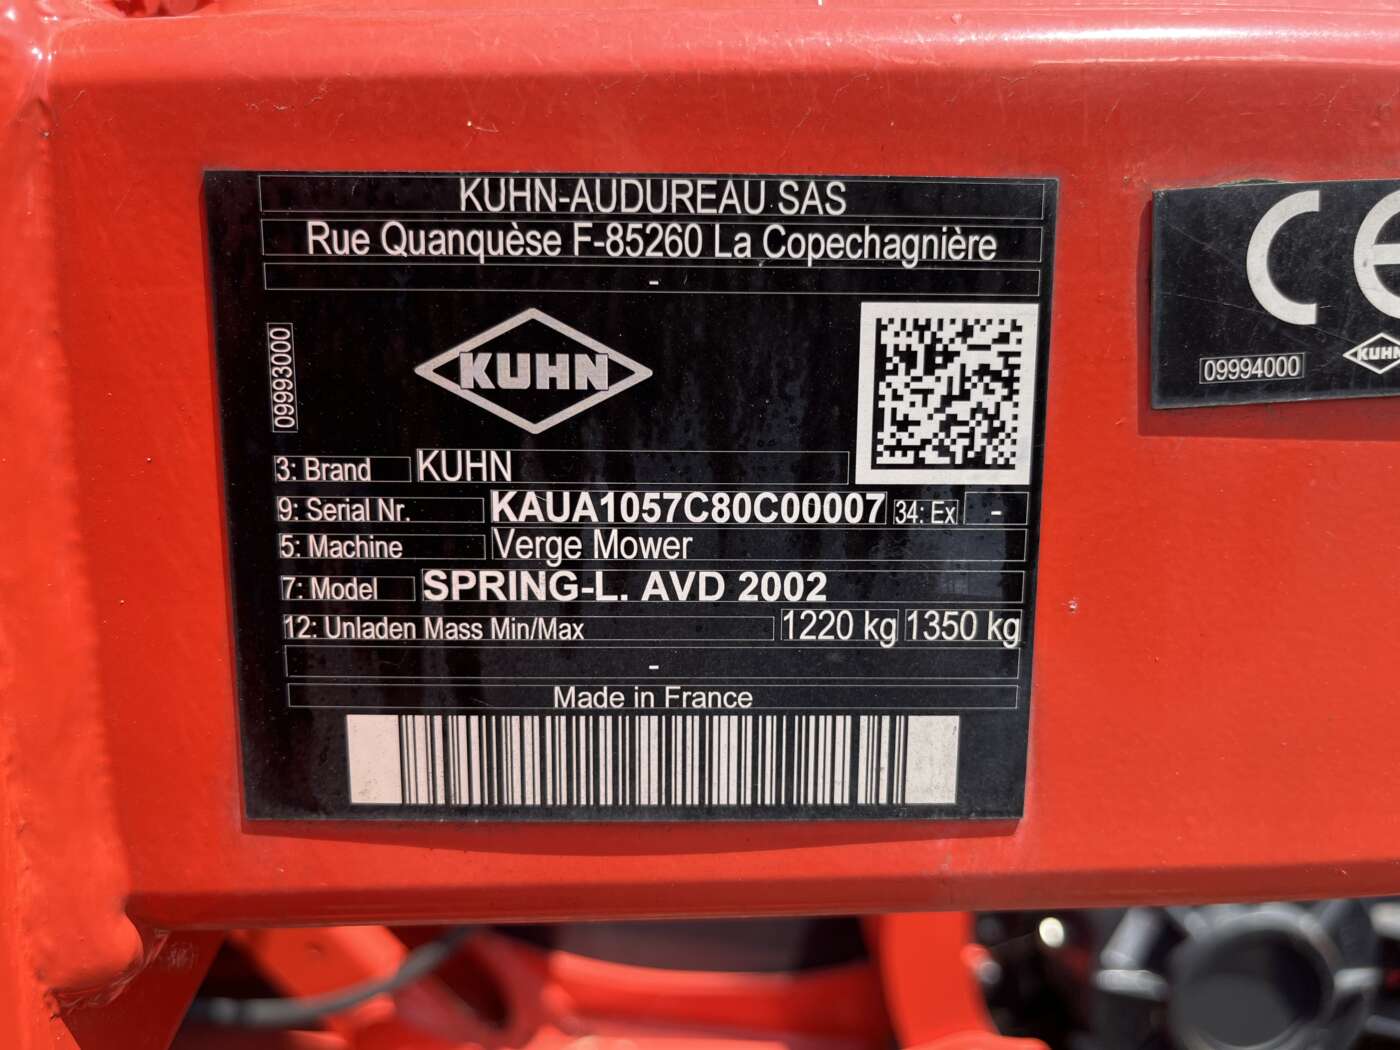 KUHN-AUDUREAU SAS
Rue Quanquèse F-85260 La Copechagnière
-
09993000
KUHN
3: Brand KUHN
9: Serial Nr. KAUA1057C80C00007 34: Ex -
5: Machine Verge Mower
7: Model SPRING-L. AVD 2002
12: Unladen Mass Min/Max 1220 kg 1350 kg
-
Made in France
CE
09994000 KUHN